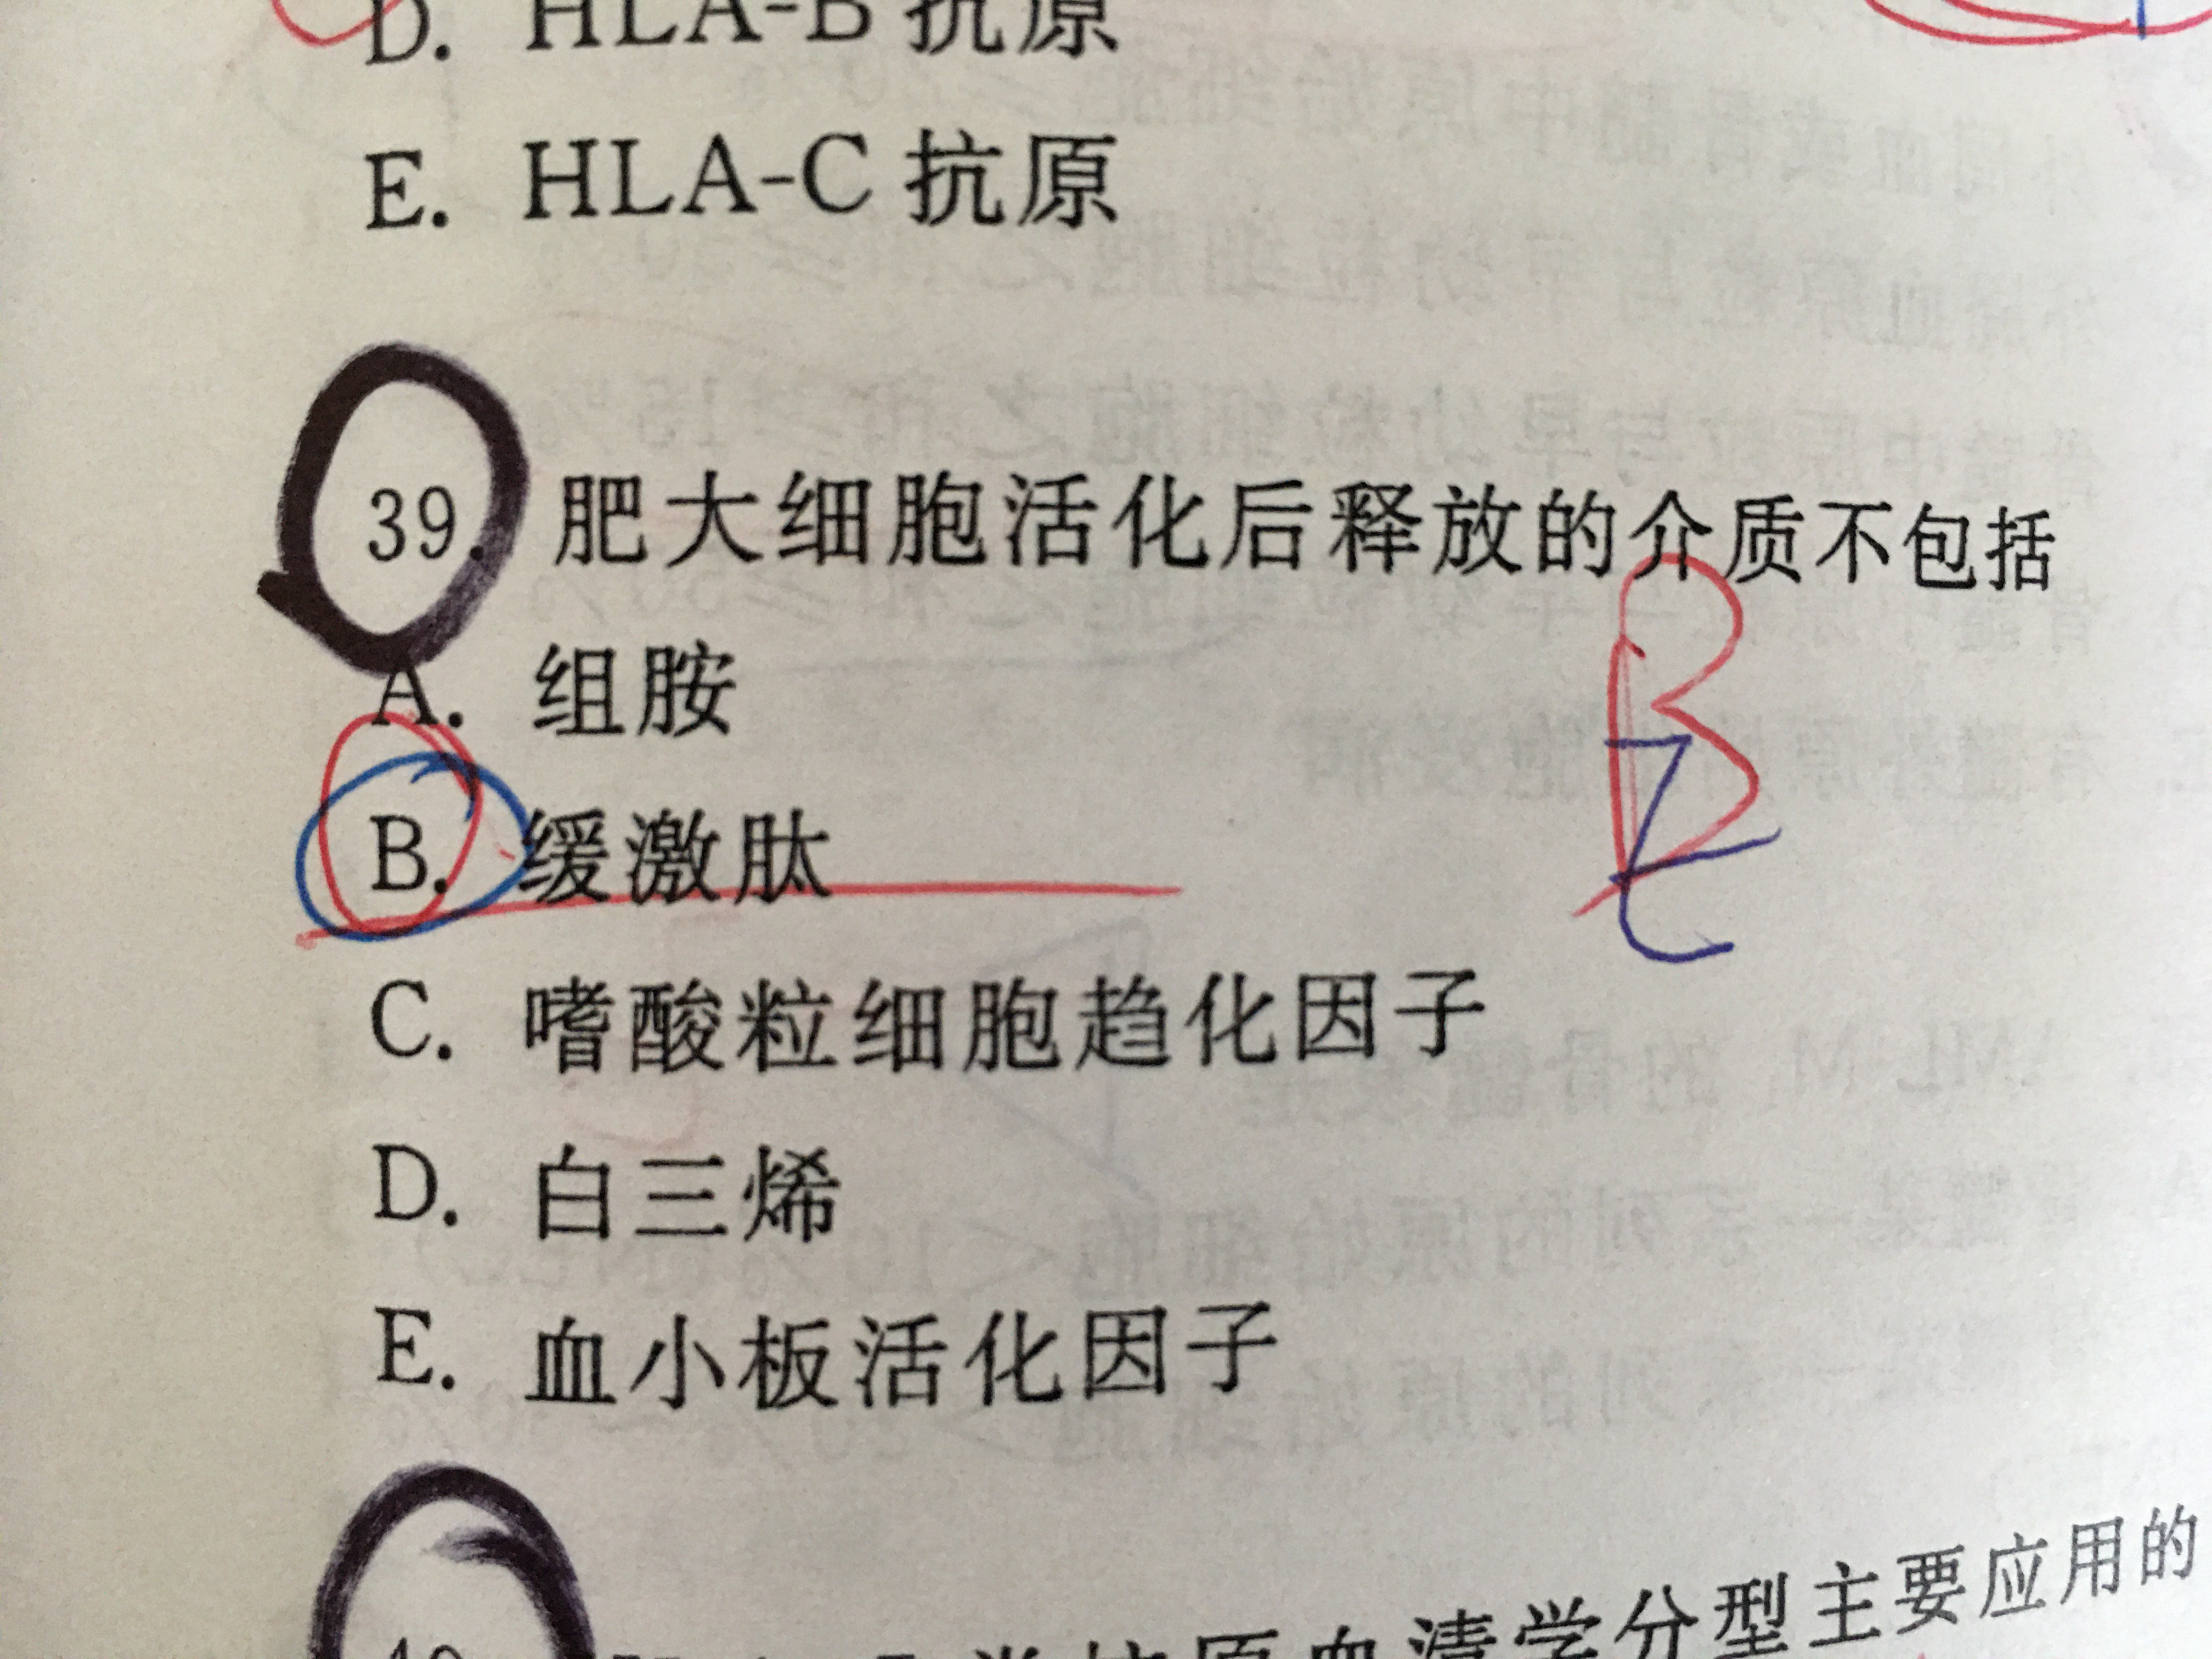 D. HLA-B 抗原
E. HLA-C 抗原
39. 肥大细胞活化后释放的介质不包括
A. 组胺
B. 缓激肽
C. 嗜酸粒细胞趋化因子
D. 白三烯
E. 血小板活化因子
B
学分型主要应用的